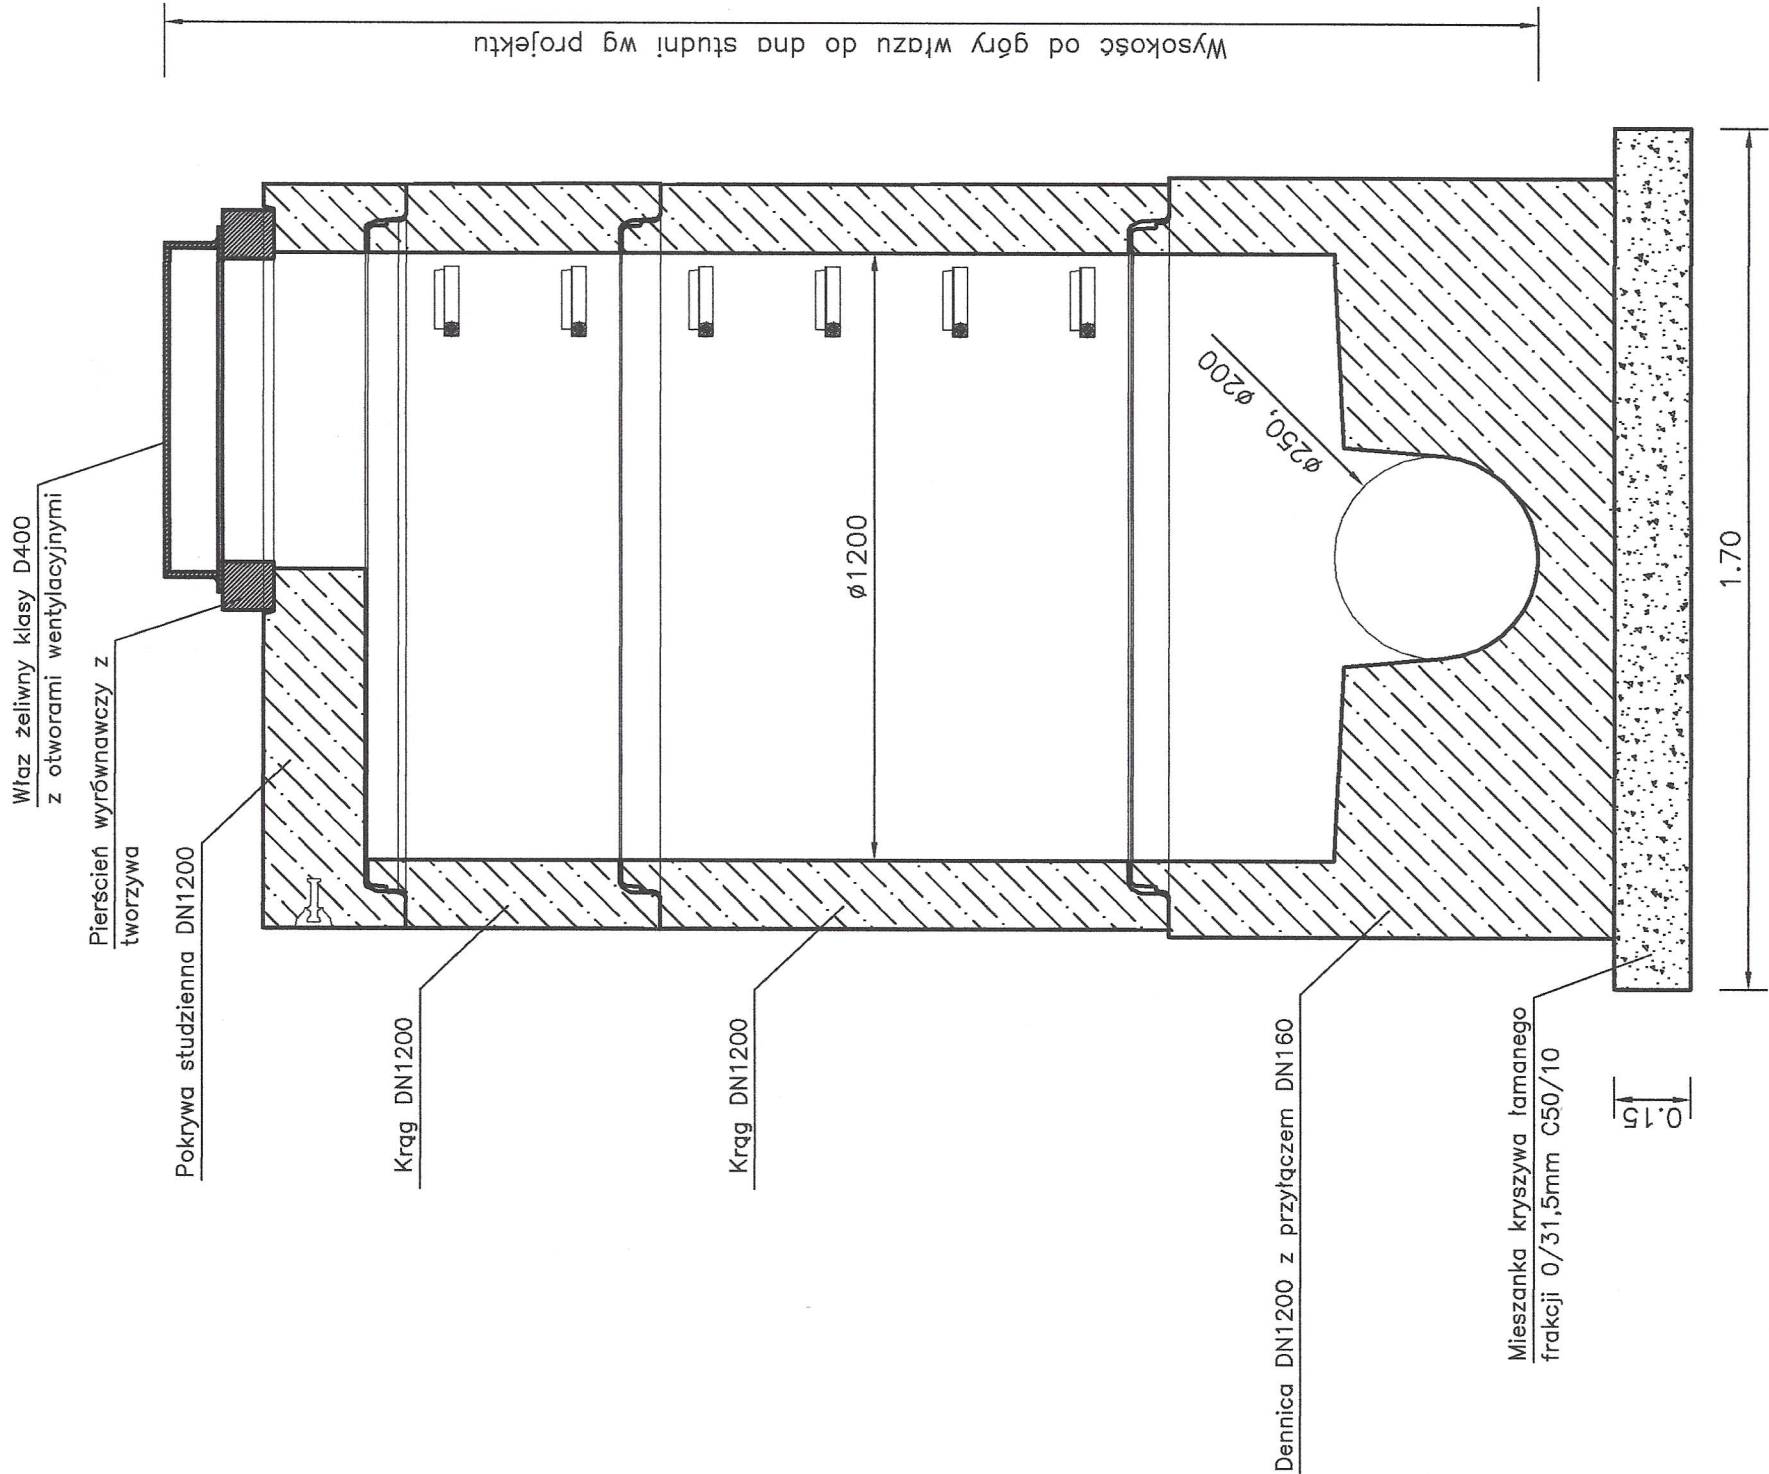 Wysokość od góry włazu do dna studni wg projektu
Właz żeliwny klasy D400
z otworami wentylacyjnymi
Pierścień wyrównawczy z
tworzywa
Pokrywa studzienna DN1200
Krąg DN1200
Krąg DN1200
Dennica DN1200 z przyłączem DN160
Mieszanka kryszywa łamanego
frakcji 0/31,5mm C50/10
ø1200
ø250, ø200
1.70
0.15